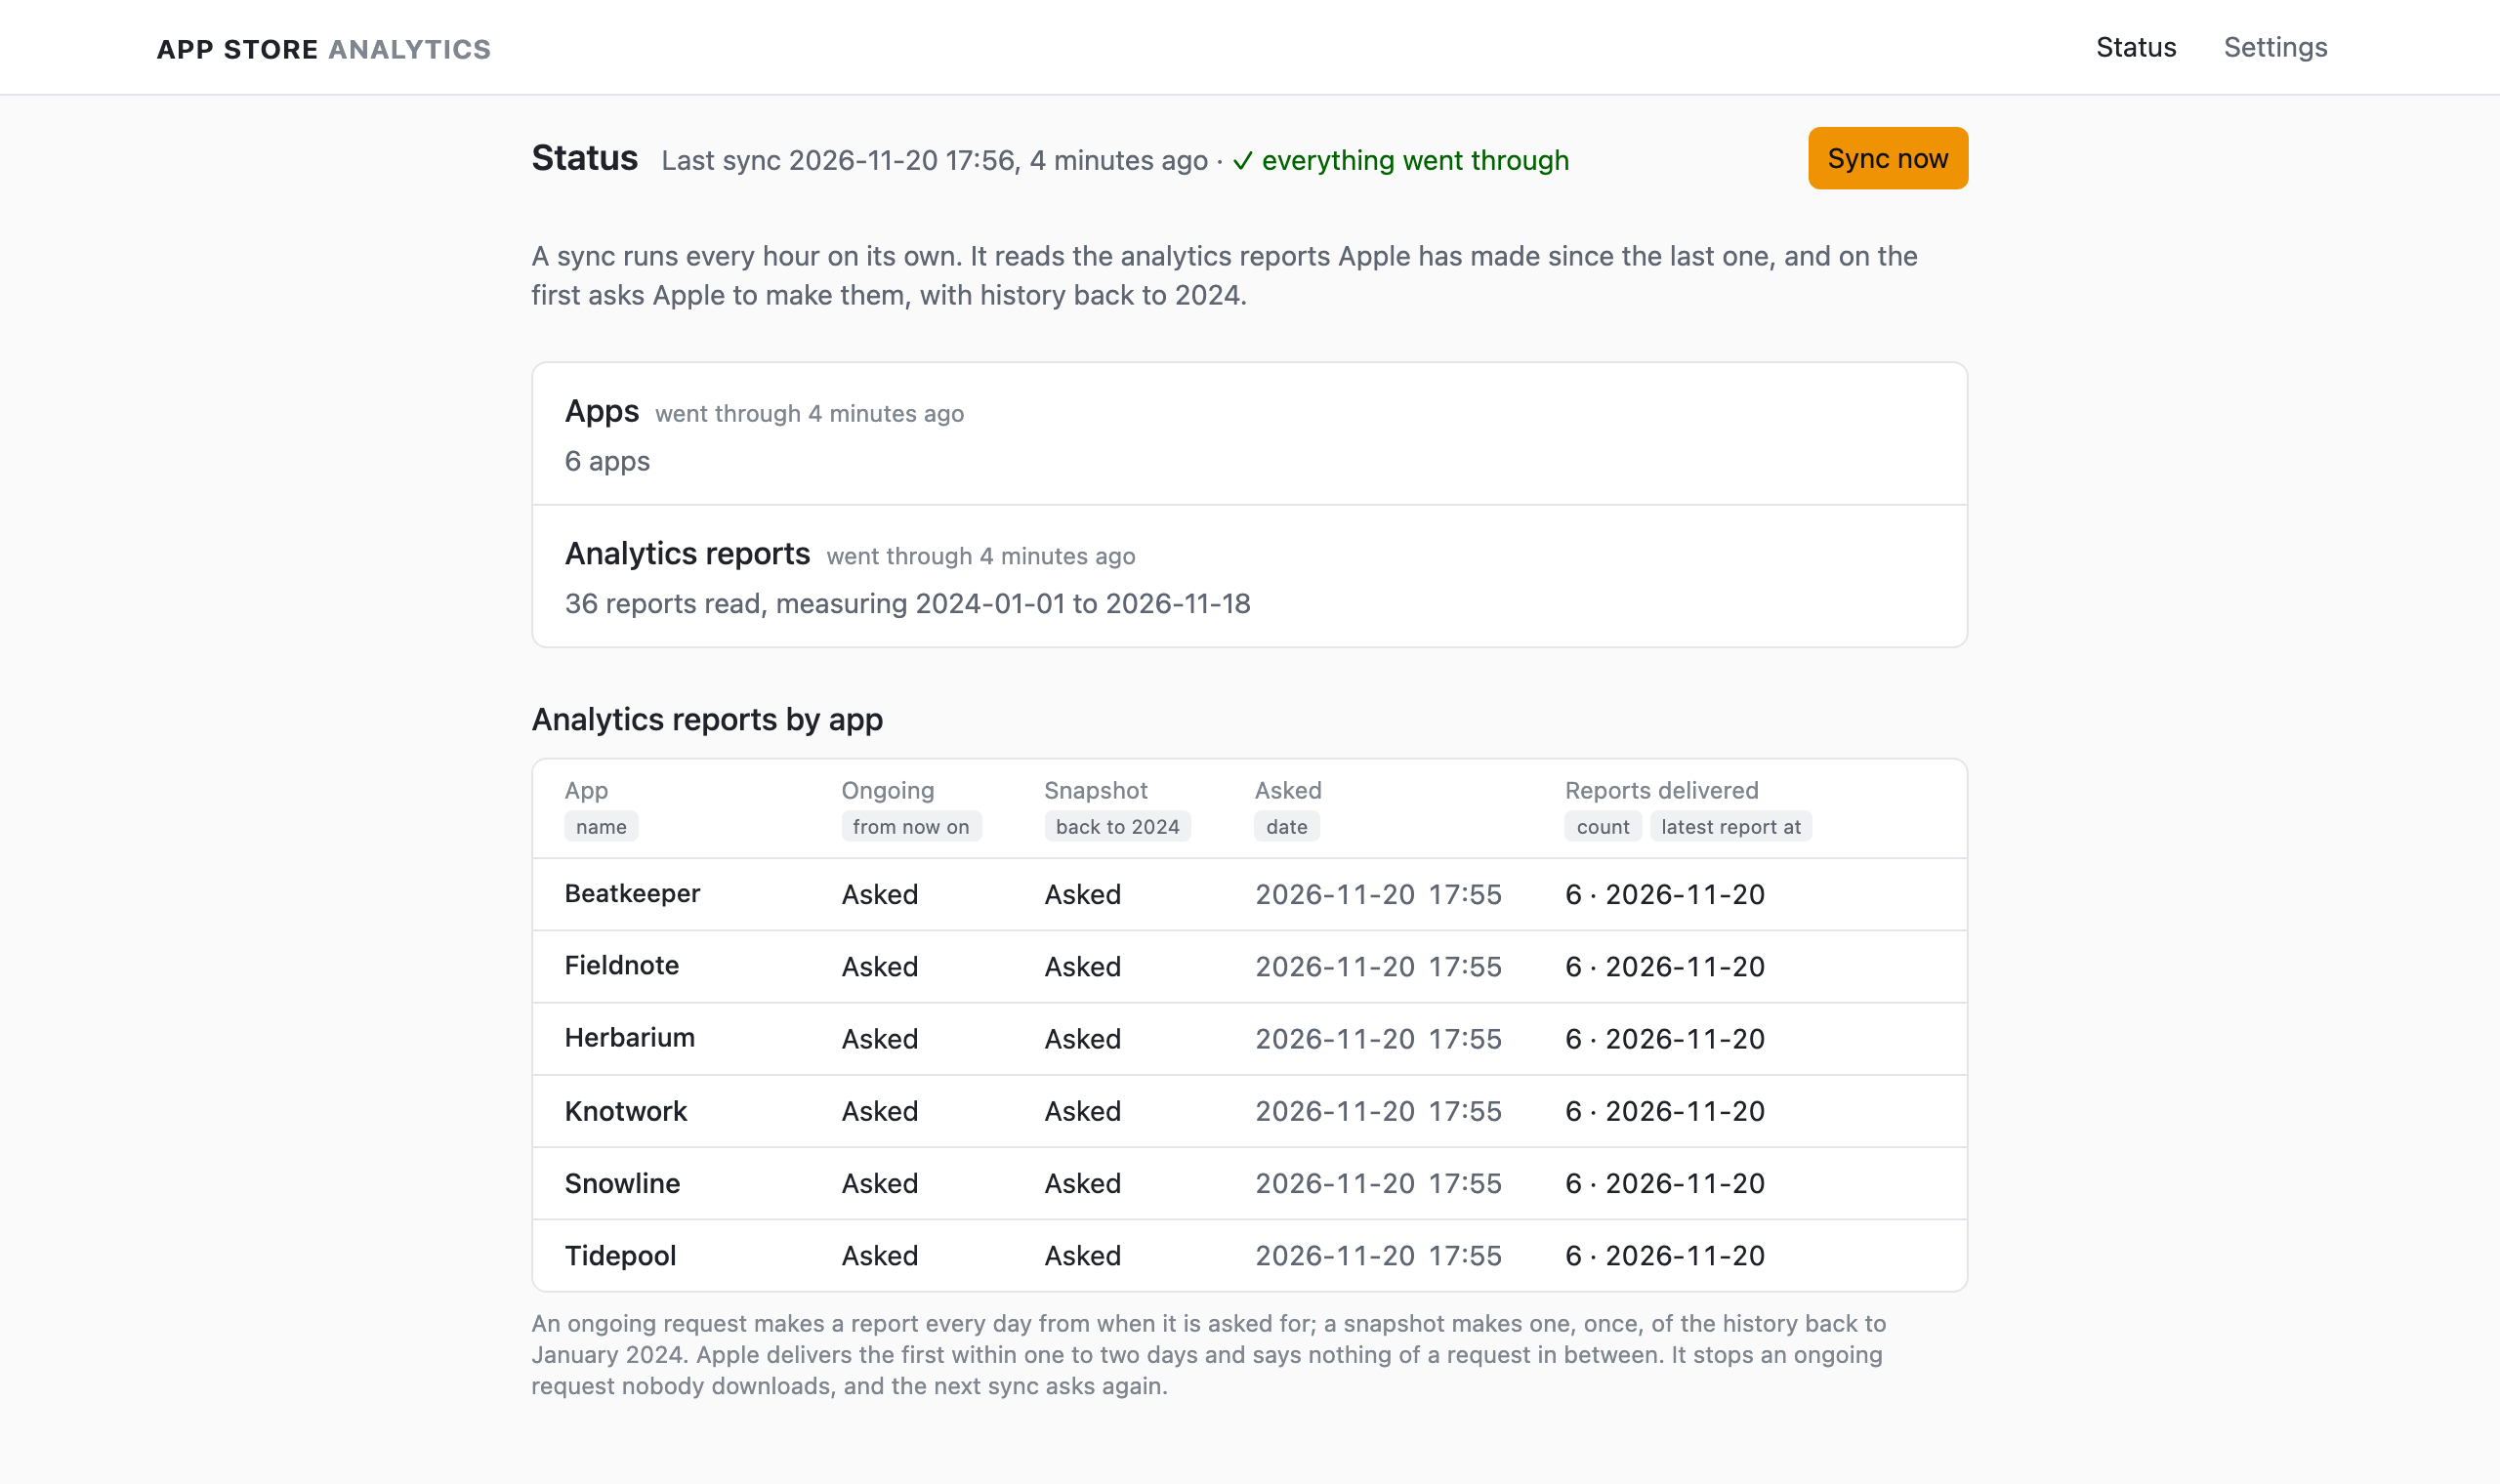 APP STORE ANALYTICS
Status Settings
Status Last sync 2026-11-20 17:56, 4 minutes ago · ✓ everything went through Sync now
A sync runs every hour on its own. It reads the analytics reports Apple has made since the last one, and on the
first asks Apple to make them, with history back to 2024.
Apps went through 4 minutes ago
6 apps
Analytics reports went through 4 minutes ago
36 reports read, measuring 2024-01-01 to 2026-11-18
Analytics reports by app
App Ongoing Snapshot Asked Reports delivered
name from now on back to 2024 date count latest report at
Beatkeeper Asked Asked 2026-11-20 17:55 6 · 2026-11-20
Fieldnote Asked Asked 2026-11-20 17:55 6 · 2026-11-20
Herbarium Asked Asked 2026-11-20 17:55 6 · 2026-11-20
Knotwork Asked Asked 2026-11-20 17:55 6 · 2026-11-20
Snowline Asked Asked 2026-11-20 17:55 6 · 2026-11-20
Tidepool Asked Asked 2026-11-20 17:55 6 · 2026-11-20
An ongoing request makes a report every day from when it is asked for; a snapshot makes one, once, of the history back to
January 2024. Apple delivers the first within one to two days and says nothing of a request in between. It stops an ongoing
request nobody downloads, and the next sync asks again.